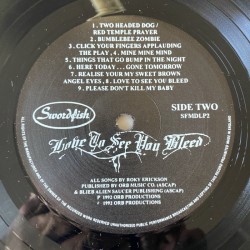 1. TWO HEADED DOG /
RED TEMPLE PRAYER
2. BUMBLEBEE ZOMBIE
3. CLICK YOUR FINGERS APPLAUDING
THE PLAY | 4. MINE MINE MIND
5. THINGS THAT GO BUMP IN THE NIGHT
6. HERE TODAY . . . GONE TOMORROW
7. REALISE YOUR MY SWEET BROWN
ANGEL EYES | 8. LOVE TO SEE YOU BLEED
9. PLEASE DON'T KILL MY BABY
Swordfish
SIDE TWO
SFMDLP2
Love To See You Bleed
ALL SONGS BY ROKY ERICKSON
PUBLISHED BY ORB MUSIC CO. (ASCAP)
& BLIEB ALIEN SAUCER PUBLISHING (ASCAP)
℗ 1992 ORB PRODUCTIONS
© 1992 ORB PRODUCTIONS